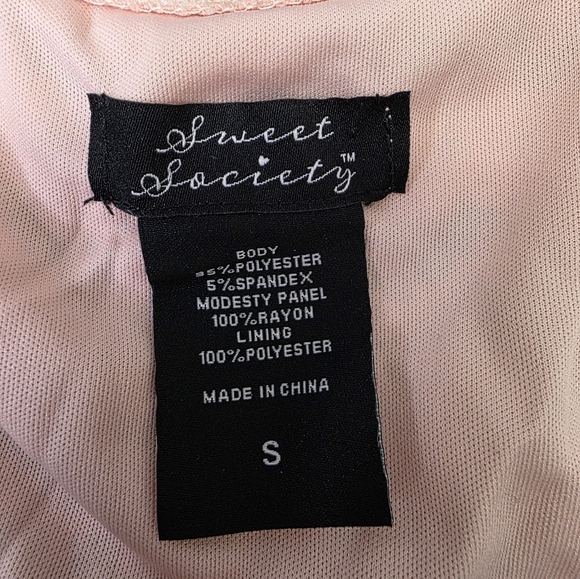 Sweet
Society™
BODY
95%POLYESTER
5%SPANDEX
MODESTY PANEL
100%RAYON
LINING
100%POLYESTER
MADE IN CHINA
S